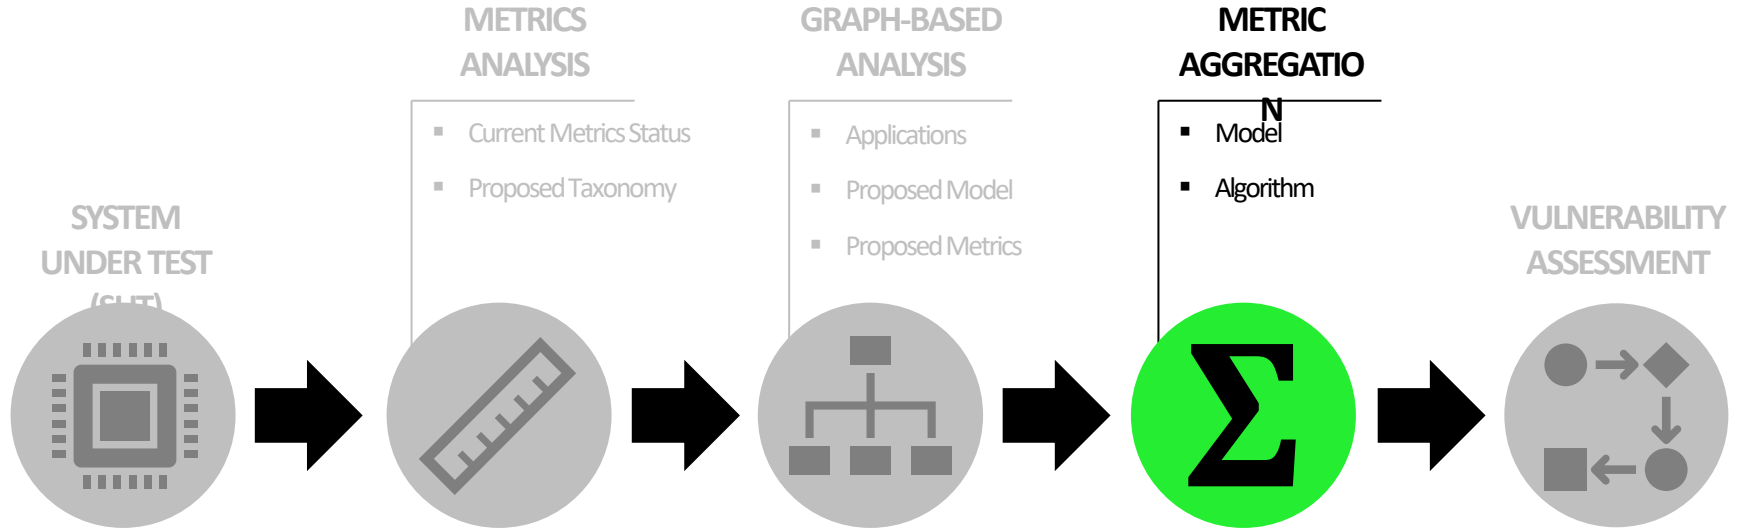 SYSTEM
UNDER TEST
(SUT)
METRICS
ANALYSIS
▪ Current Metrics Status
▪ Proposed Taxonomy
GRAPH-BASED
ANALYSIS
▪ Applications
▪ Proposed Model
▪ Proposed Metrics
METRIC
AGGREGATIO
N
▪ Model
▪ Algorithm
Σ
VULNERABILITY
ASSESSMENT